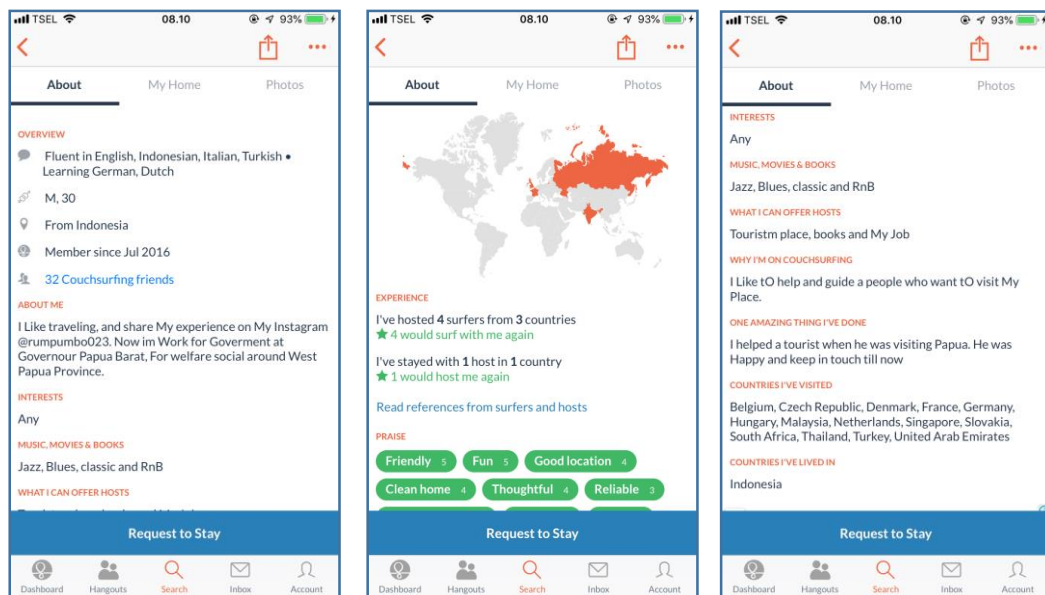 TSEL 08.10 93%
About My Home Photos
OVERVIEW
Fluent in English, Indonesian, Italian, Turkish •
Learning German, Dutch
M, 30
From Indonesia
Member since Jul 2016
32 Couchsurfing friends
ABOUT ME
I Like traveling, and share My experience on My Instagram
@rumpumbo023. Now im Work for Goverment at
Governour Papua Barat, For welfare social around West
Papua Province.
INTERESTS
Any
MUSIC, MOVIES & BOOKS
Jazz, Blues, classic and RnB
WHAT I CAN OFFER HOSTS
Request to Stay
Dashboard Hangouts Search Inbox Account
TSEL 08.10 93%
About My Home Photos
EXPERIENCE
I've hosted 4 surfers from 3 countries
4 would surf with me again
I've stayed with 1 host in 1 country
1 would host me again
Read references from surfers and hosts
PRAISE
Friendly 5 Fun 5 Good location 4
Clean home 4 Thoughtful 4 Reliable 3
Request to Stay
Dashboard Hangouts Search Inbox Account
TSEL 08.10 93%
About My Home Photos
INTERESTS
Any
MUSIC, MOVIES & BOOKS
Jazz, Blues, classic and RnB
WHAT I CAN OFFER HOSTS
Touristm place, books and My Job
WHY I'M ON COUCHSURFING
I Like tO help and guide a people who want tO visit My
Place.
ONE AMAZING THING I'VE DONE
I helped a tourist when he was visiting Papua. He was
Happy and keep in touch till now
COUNTRIES I'VE VISITED
Belgium, Czech Republic, Denmark, France, Germany,
Hungary, Malaysia, Netherlands, Singapore, Slovakia,
South Africa, Thailand, Turkey, United Arab Emirates
COUNTRIES I'VE LIVED IN
Indonesia
Request to Stay
Dashboard Hangouts Search Inbox Account